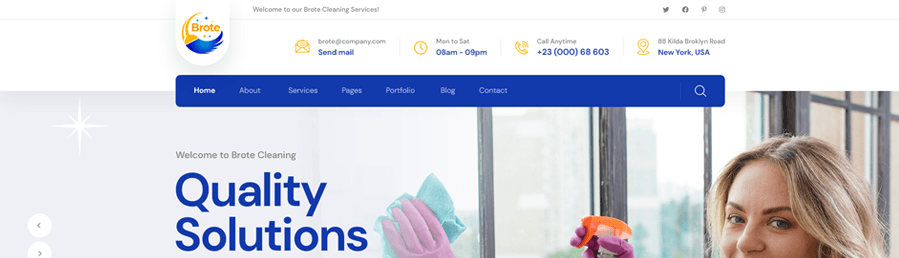 Welcome to our Brote Cleaning Services!
Brote
brote@company.com
Send mail
Mon to Sat
08am - 09pm
Call Anytime
+23 (000) 68 603
88 Kilda Broklyn Road
New York, USA
Home About Services Pages Portfolio Blog Contact
Welcome to Brote Cleaning
Quality
Solutions